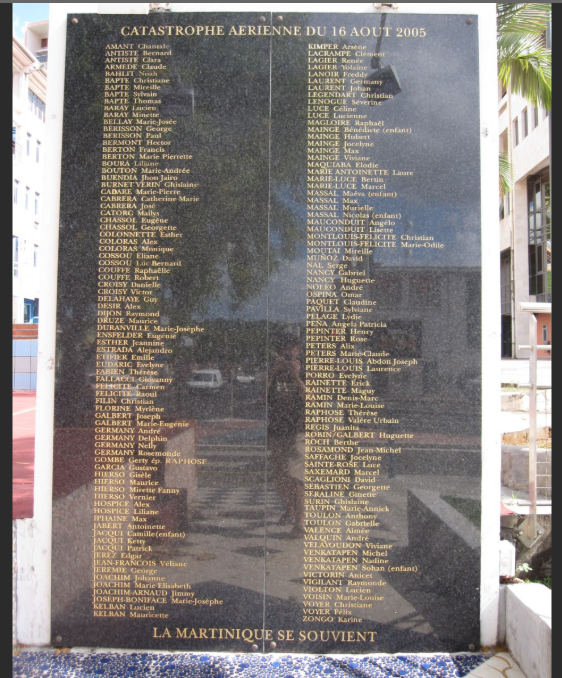 CATASTROPHE AERIENNE DU 16 AOUT 2005
AMANT Chantale
ANTISTE Bernard
ANTISTE Clara
ARMEDE Claude
BAHLET Noah
BAPTE Christiane
BAPTE Mireille
BAPTE Sylvain
BAPTE Thomas
BARAY Lucien
BARAY Minette
BELLAY Marie-Josée
BERISSON George
BERISSON Paul
BERMONT Hector
BERTON Francis
BERTON Marie Pierrette
BOURA Liliane
BOUTON Marie-Andrée
BUENDIA Jhon Jairo
BURNET VERIN Ghislaine
CABARE Marie-Pierre
CABRERA Catherine-Marie
CABRERA José
CATORC Maïlys
CHASSOL Eugène
CHASSOL Georgette
COLONNETTE Esther
COLORAS Alex
COLORAS Monique
COSSOU Eliane
COSSOU Luc Bernard
COUFFE Raphaëlle
COUFFE Robert
CROISY Danielle
CROISY Victor
DELAHAYE Guy
DESIR Alex
DIJON Raymond
DRUZE Maurice
DURANVILLE Marie-Josèphe
ENSFELDER Eugénie
ESTHER Jeannine
ESTRADA Alejandro
ETIFIER Emille
EUDARIC Evelyne
FABIEN Thérèse
FALLACCI Giovanny
FELICITE Carmen
FELICITE Raoul
FILIN Christian
FLORINE Myrlène
GALBERT Joseph
GALBERT Marie-Eugénie
GERMANY André
GERMANY Delphin
GERMANY Nelly
GERMANY Rosemonde
GOMBE Gerty ép. RAPHOSE
GARCIA Gustavo
HIERSO Gisèle
HIERSO Maurice
HIERSO Mirette Fanny
HIERSO Vernier
HOSPICE Alex
HOSPICE Liliane
IPHAINE Max
JABERT Antoinette
JACQUI Camille(enfant)
JACQUI Ketty
JACQUI Patrick
JEREZ Edgar
JEAN-FRANCOIS Véliane
JEREMIE George
JOACHIM Johanne
JOACHIM Marie Elisabeth
JOACHIM-ARNAUD Jimmy
JOSEPH-BONIFACE Marie-Josèphe
KELBAN Lucien
KELBAN Mauricette
KIMPER Arsène
LACRAMPE Clément
LAGIER Renée
LAGIER Yolaine
LANOIR Freddy
LAURENT Germany
LAURENT Johan
LEGENDART Christian
LENOGUE Séverine
LUCE Céline
LUCE Lucienne
MAGLOIRE Raphaël
MAINGE Bénédicte (enfant)
MAINGE Hubert
MAINGE Jocelyne
MAINGE Max
MAINGE Viviane
MAQUIABA Elodie
MARIE ANTOINETTE Laure
MARIE-LUCE Bertin
MARIE-LUCE Marcel
MASSAL Maéva (enfant)
MASSAL Max
MASSAL Murielle
MASSAL Nicolas (enfant)
MAUCONDUIT Angélo
MAUCONDUIT Lisette
MONTLOUIS-FELICITE Christian
MONTLOUIS-FELICITE Marie-Odile
MOUTAI Mireille
MUÑOZ David
NAL Serge
NANCY Gabriel
NANCY Huguette
NOLEO André
OSPINA Omar
PAQUET Claudine
PAVILLA Sylviane
PELAGE Lydie
PEÑA Angela Patricia
PEPINTER Henry
PEPINTER Rose
PETERS Alix
PETERS Marie-Claude
PIERRE-LOUIS Abdon Joseph
PIERRE-LOUIS Laurence
PORRO Evelyne
RAINETTE Erick
RAINETTE Maguy
RAMIN Denis-Marc
RAMIN Marie-Louise
RAPHOSE Thérèse
RAPHOSE Valère Urbain
REGIS Juanita
ROBIN/GALBERT Huguette
ROCH Berthe
ROSAMOND Jean-Michel
SAFFACHE Jocelyne
SAINTE-ROSE Luce
SAXEMARD Marcel
SCAGLIONI David
SEBASTIEN Georgette
SERALINE Ginette
SURIN Ghislaine
TAUPIN Marie-Annick
TOULON Anthony
TOULON Gabrielle
VALENCE Aimée
VALQUIN André
VELAYOUDON Viviane
VENKATAPEN Michel
VENKATAPEN Nadine
VENKATAPEN Sohan (enfant)
VICTORIN Anicet
VIGILANT Raymonde
VIOLTON Lucien
VOISIN Marie-Louise
VOYER Christiane
VOYER Félix
ZONGO Karine
LA MARTINIQUE SE SOUVIENT